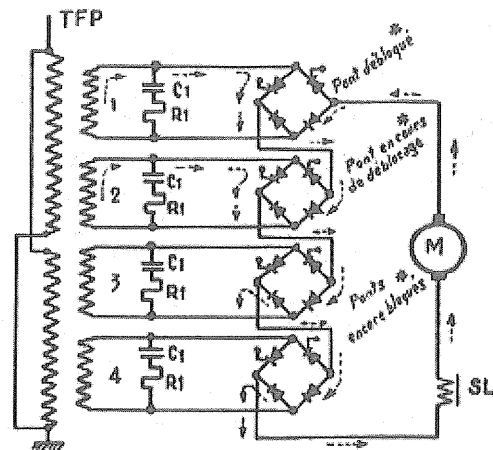 TFP
1
C1
R1
Pont débloqué
*
2
C1
R1
Pont en cours
de déblocage
*
3
C1
R1
Ponts
encore bloqués
*
4
C1
R1
M
SL